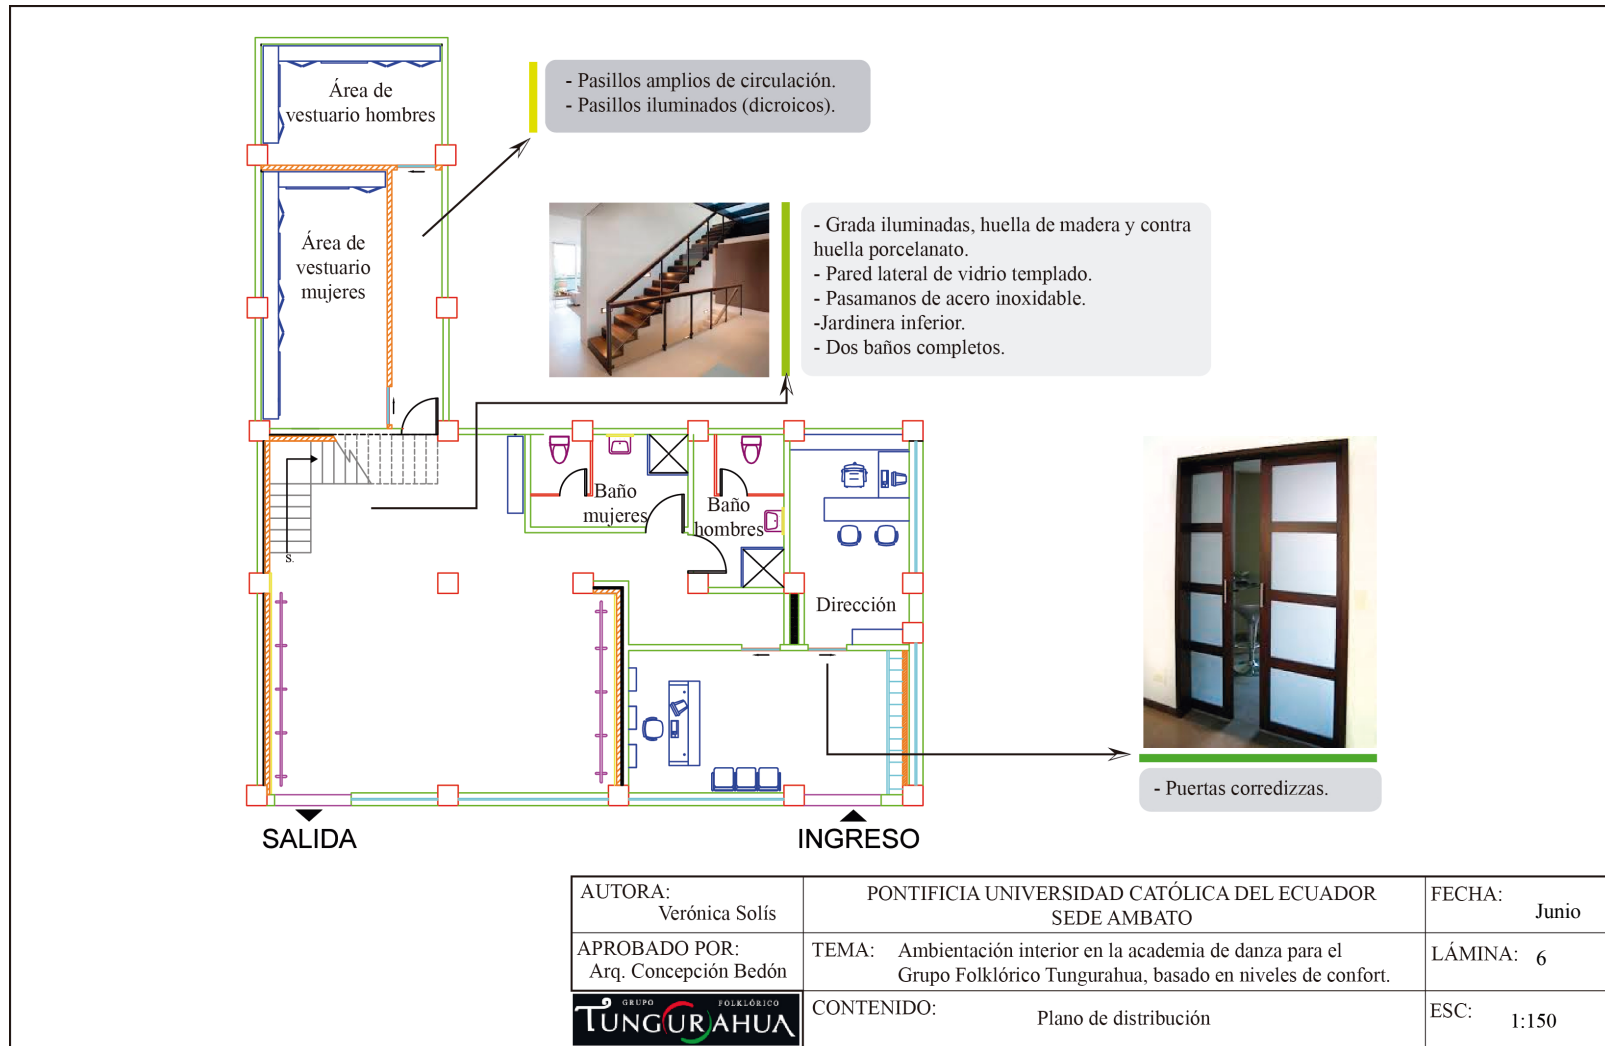 Área de
vestuario hombres
- Pasillos amplios de circulación.
- Pasillos iluminados (dicroicos).
Área de
vestuario
mujeres
- Grada iluminadas, huella de madera y contra
huella porcelanato.
- Pared lateral de vidrio templado.
- Pasamanos de acero inoxidable.
-Jardinera inferior.
- Dos baños completos.
Baño
mujeres
Baño
hombres
S.
Dirección
- Puertas corredizzas.
SALIDA
INGRESO
AUTORA:
Verónica Solís
PONTIFICIA UNIVERSIDAD CATÓLICA DEL ECUADOR
SEDE AMBATO
FECHA:
Junio
APROBADO POR:
Arq. Concepción Bedón
TEMA: Ambientación interior en la academia de danza para el
Grupo Folklórico Tungurahua, basado en niveles de confort.
LÁMINA: 6
GRUPO FOLKLÓRICO
TUNGURAHUA
CONTENIDO:
Plano de distribución
ESC: 1:150